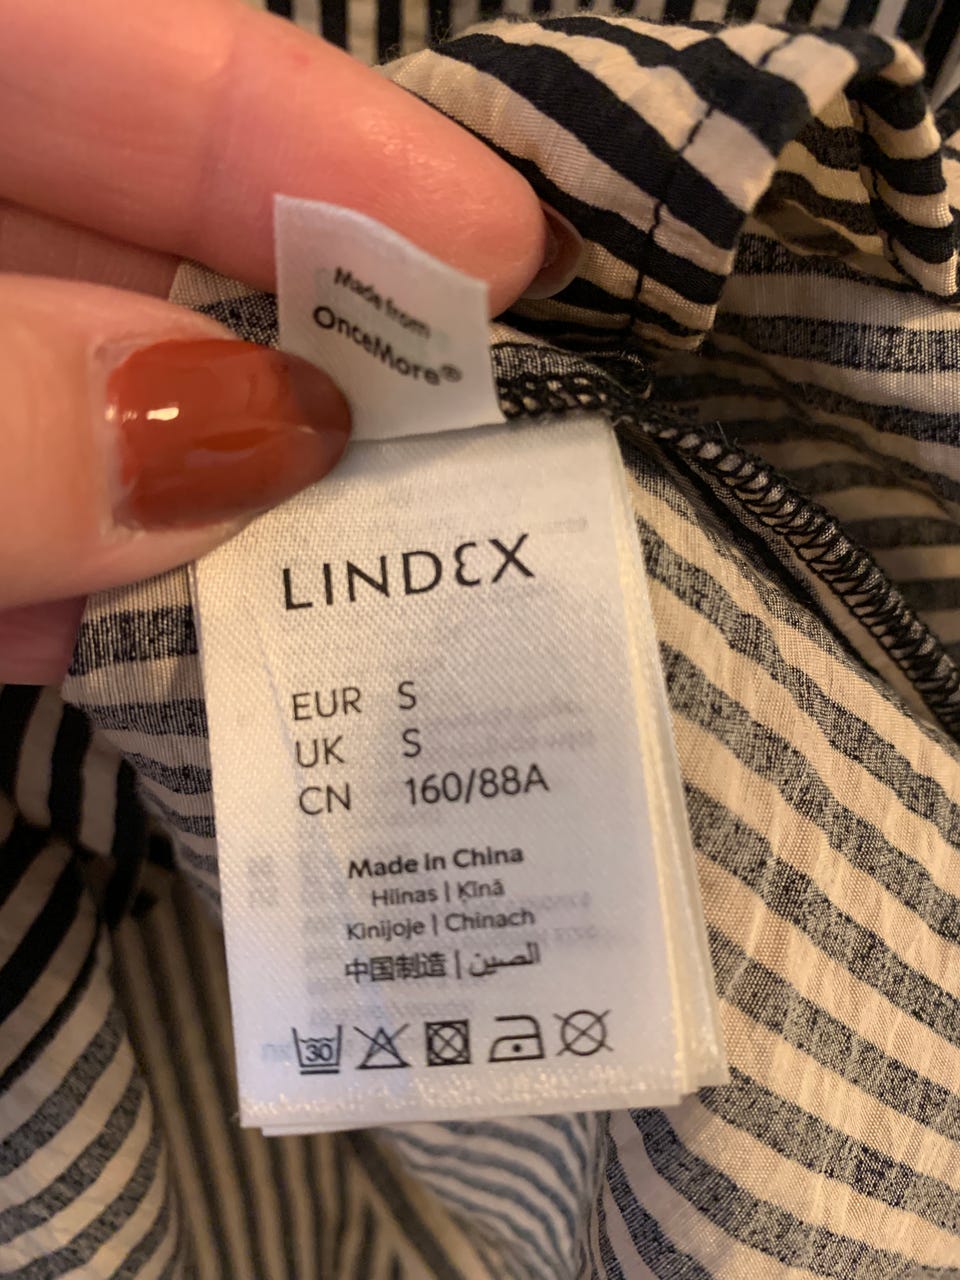 Made from
OnceMore®
LINDEX
EUR S
UK S
CN 160/88A
Made in China
Hiinas | Ķīnā
Kinijoje | Chinach
中国制造 | الصين
30